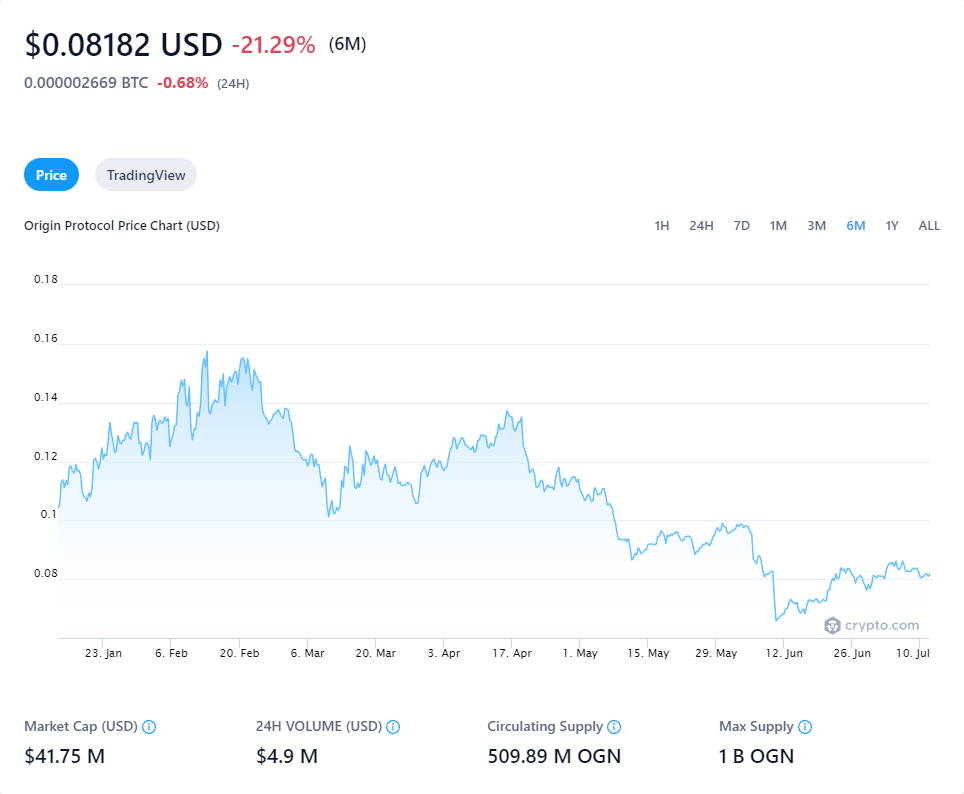 $0.08182 USD -21.29% (6M)
0.000002669 BTC -0.68% (24H)
Price TradingView
Origin Protocol Price Chart (USD) 1H 24H 7D 1M 3M 6M 1Y ALL
0.18
0.16
0.14
0.12
0.1
0.08
crypto.com
23. Jan 6. Feb 20. Feb 6. Mar 20. Mar 3. Apr 17. Apr 1. May 15. May 29. May 12. Jun 26. Jun 10. Jul
Market Cap (USD) 24H VOLUME (USD) Circulating Supply Max Supply
$41.75 M $4.9 M 509.89 M OGN 1 B OGN